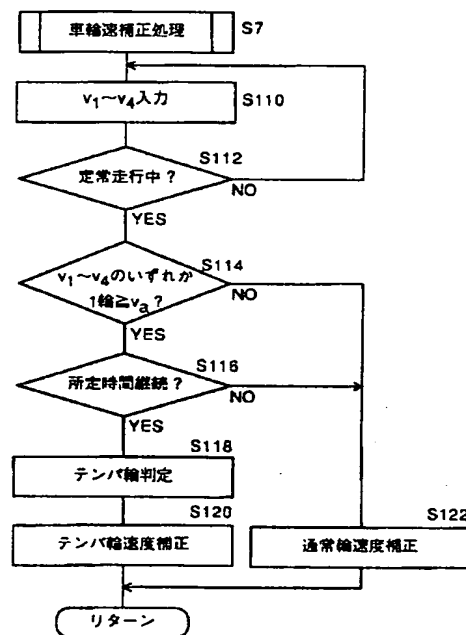 車輪速補正処理
S7
v₁～v₄入力
S110
定常走行中？
S112
NO
YES
v₁～v₄のいずれか
1輪≧vₐ？
S114
NO
YES
所定時間継続？
S116
NO
YES
S118
テンパ輪判定
S120
テンパ輪速度補正
S122
通常輪速度補正
リターン